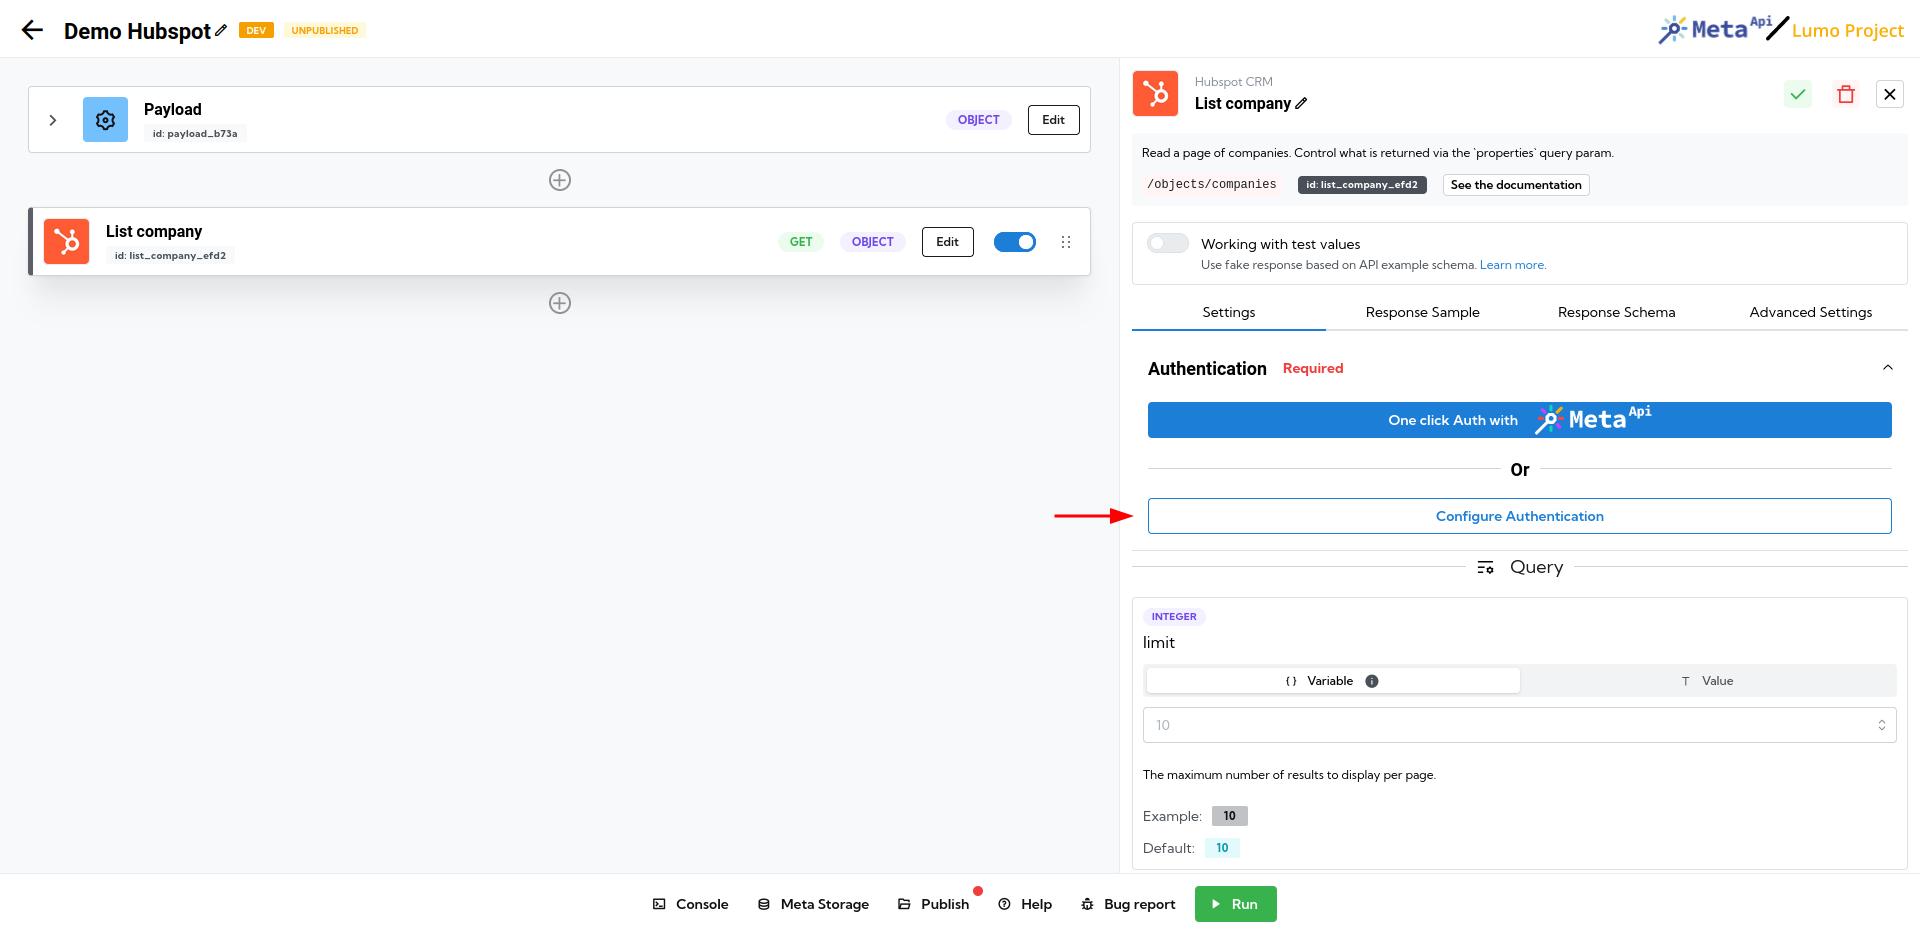 Demo Hubspot DEV UNPUBLISHED
Meta Api Lumo Project
Payload
id: payload_b73a
OBJECT Edit
List company
id: list_company_efd2
GET OBJECT Edit
Hubspot CRM
List company
Read a page of companies. Control what is returned via the `properties` query param.
/objects/companies id: list_company_efd2 See the documentation
Working with test values
Use fake response based on API example schema. Learn more.
Settings Response Sample Response Schema Advanced Settings
Authentication Required
One click Auth with Meta Api
Or
Configure Authentication
Query
INTEGER
limit
{} Variable i T Value
10
The maximum number of results to display per page.
Example: 10
Default: 10
Console Meta Storage Publish Help Bug report Run